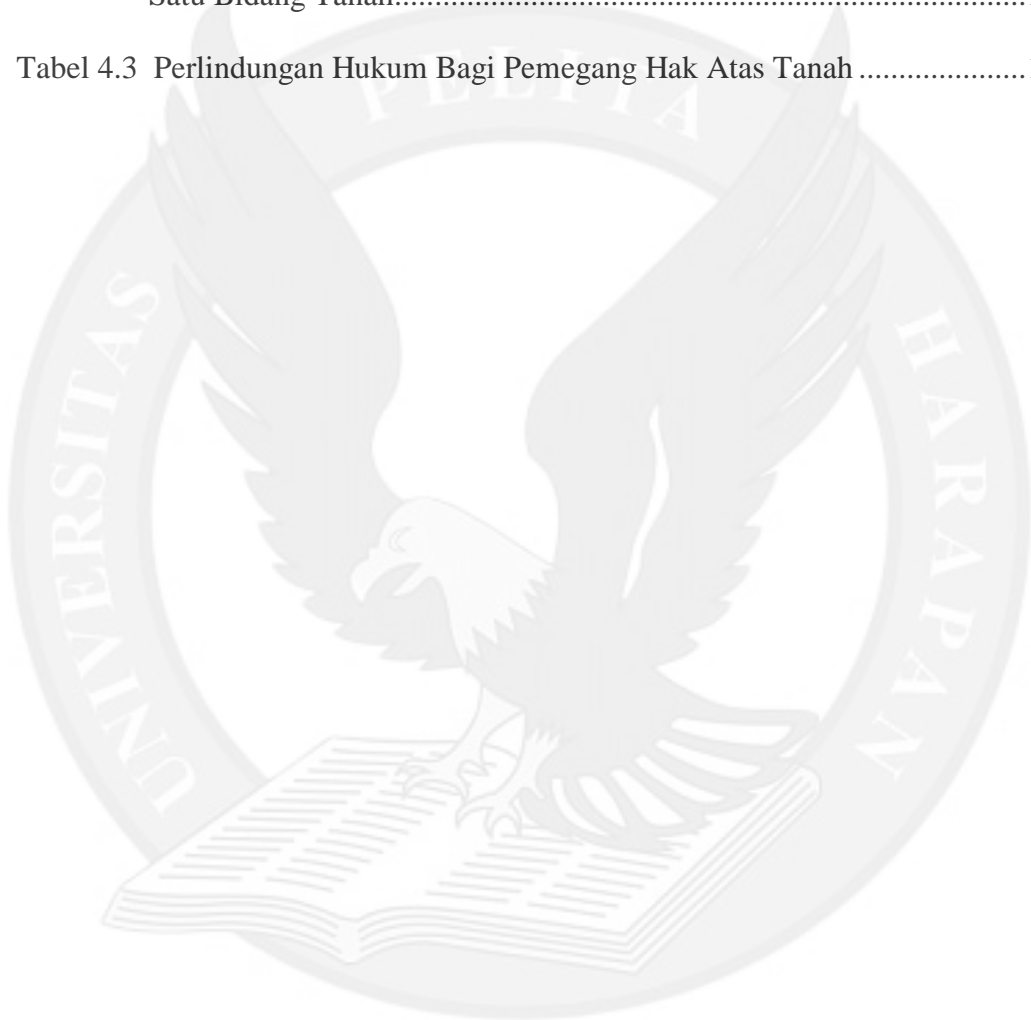 Satu Bidang Tanah................................................................................
Tabel 4.3 Perlindungan Hukum Bagi Pemegang Hak Atas Tanah .....................
UNIVERSITAS PELITA HARAPAN